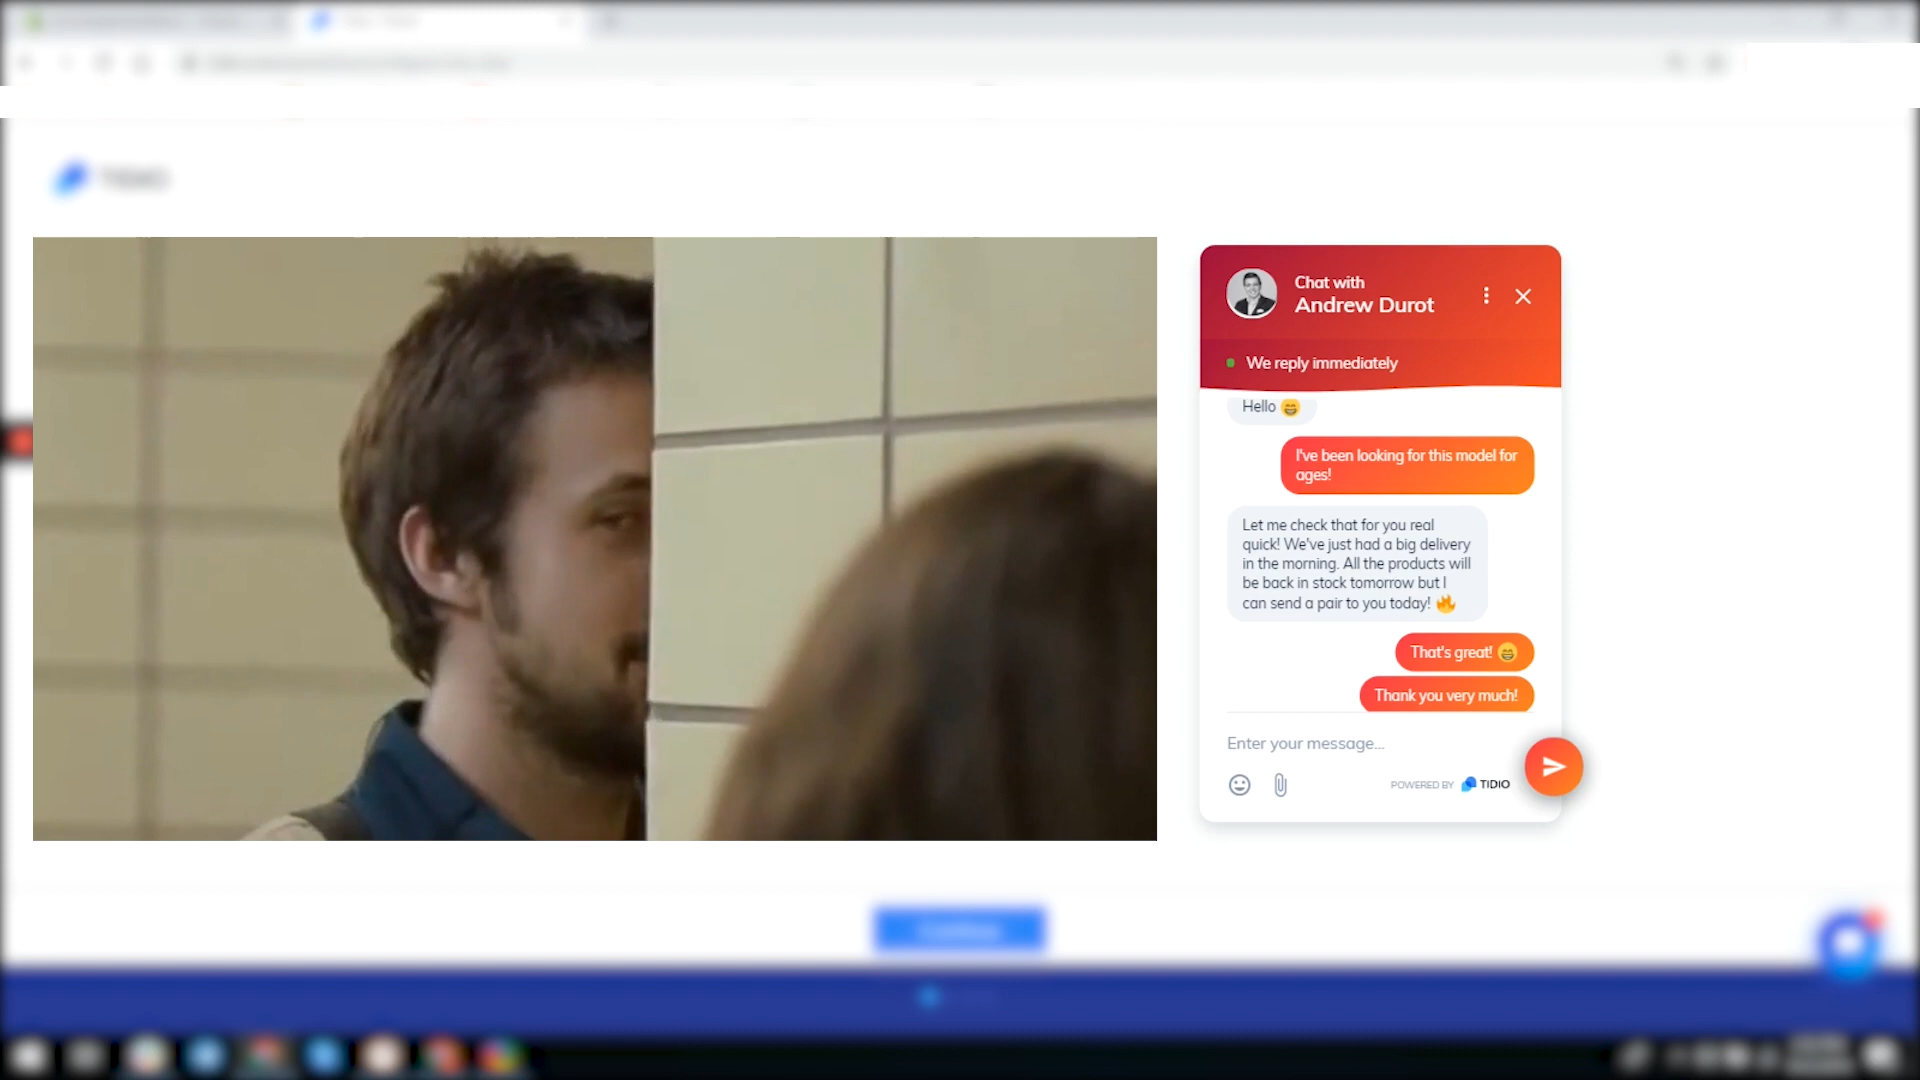 TIDIO
Chat with
Andrew Durot
We reply immediately
Hello 😁
I've been looking for this model for
ages!
Let me check that for you real
quick! We've just had a big delivery
in the morning. All the products will
be back in stock tomorrow but I
can send a pair to you today! 🔥
That's great! 😁
Thank you very much!
Enter your message...
POWERED BY TIDIO
Continue